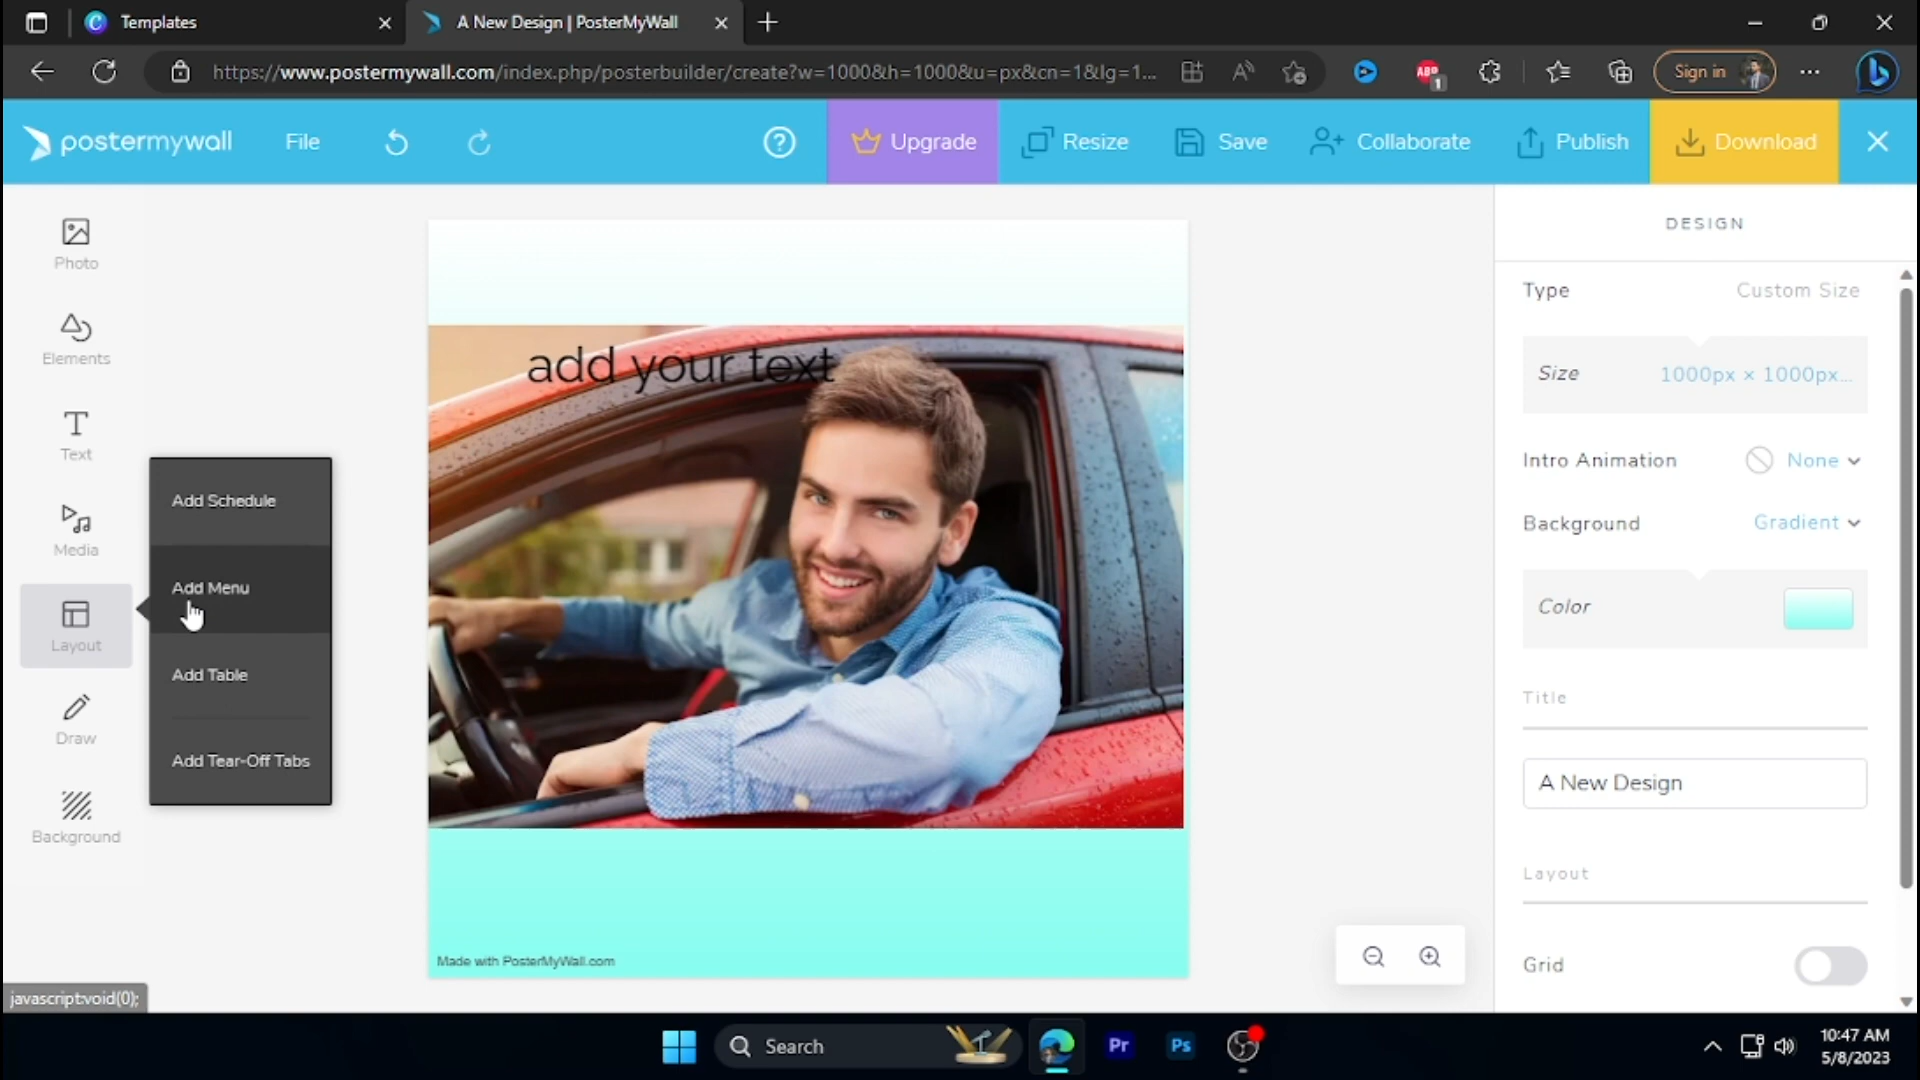 Templates
A New Design | PosterMyWall
https://www.postermywall.com/index.php/posterbuilder/create?w=1000&h=1000&u=px&cn=1&lg=1...
ABP
1
Sign in
postermywall
File
Upgrade
Resize
Save
Collaborate
Publish
Download
Photo
Elements
Text
Media
Layout
Draw
Background
Add Schedule
Add Menu
Add Table
Add Tear-Off Tabs
add your text
Made with PosterMyWall.com
DESIGN
Type
Custom Size
Size
1000px × 1000px...
Intro Animation
None
Background
Gradient
Color
Title
A New Design
Layout
Grid
javascript:void(0);
Search
Pr
Ps
10:47 AM
5/8/2023